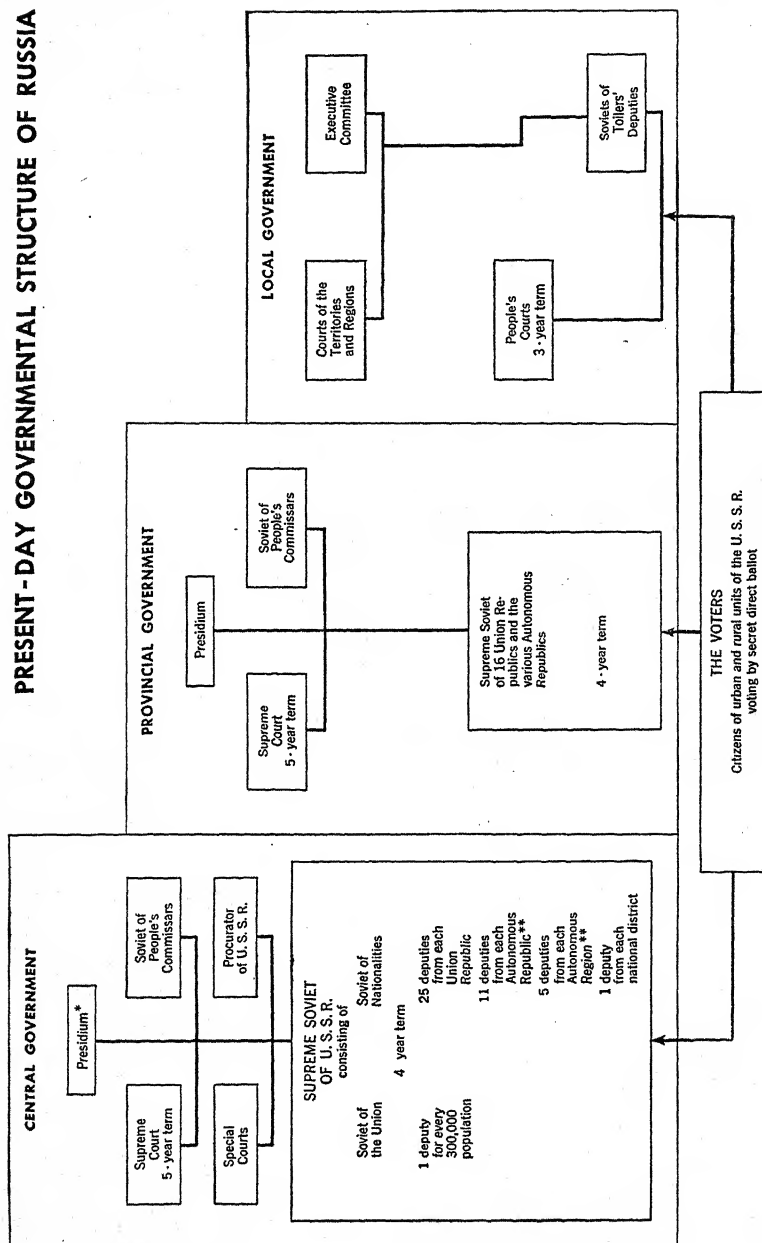 PRESENT-DAY GOVERNMENTAL STRUCTURE OF RUSSIA
CENTRAL GOVERNMENT
Presidium*
Supreme
Court
5-year term
Soviet of
People's
Commissars
Special
Courts
Procurator
of U.S.S.R.
SUPREME SOVIET
OF U.S.S.R.
consisting of
Soviet of
the Union
Soviet of
Nationalities
4 year term
1 deputy
for every
300,000
population
25 deputies
from each
Union
Republic
11 deputies
from each
Autonomous
Republic**
5 deputies
from each
Autonomous
Region**
1 deputy
from each
national district
PROVINCIAL GOVERNMENT
Presidium
Supreme
Court
5-year term
Soviet of
People's
Commissars
Supreme Soviet
of 16 Union Re-
publics and the
various Autonomous
Republics
4-year term
LOCAL GOVERNMENT
Courts of the
Territories
and Regions
Executive
Committee
People's
Courts
3-year term
Soviets of
Tollers'
Deputies
THE VOTERS
Citizens of urban and rural units of the U.S.S.R.
voting by secret direct ballot